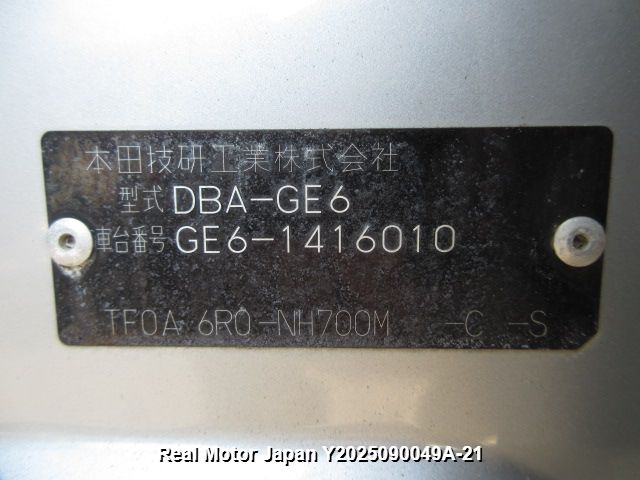 本田技研工業株式会社
型式 DBA-GE6
車台番号 GE6-1416010
TF0A 6R0-NH700M -C -S
Real Motor Japan Y2025090049A-21